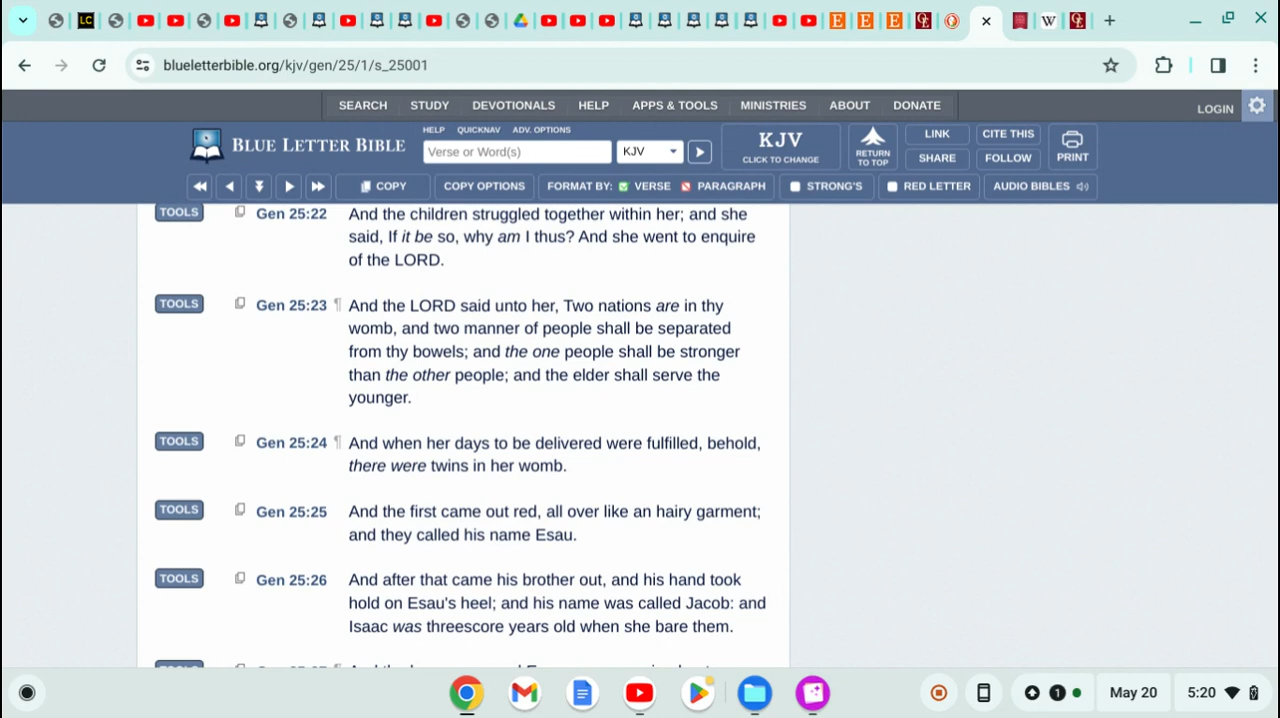 LC
blueletterbible.org/kjv/gen/25/1/s_25001
SEARCH STUDY DEVOTIONALS HELP APPS & TOOLS MINISTRIES ABOUT DONATE LOGIN
HELP QUICKNAV ADV. OPTIONS
BLUE LETTER BIBLE
Verse or Word(s) KJV
KJV
CLICK TO CHANGE
RETURN
TO TOP
LINK CITE THIS
SHARE FOLLOW
PRINT
COPY COPY OPTIONS FORMAT BY: VERSE PARAGRAPH STRONG'S RED LETTER AUDIO BIBLES
TOOLS Gen 25:22 And the children struggled together within her; and she
said, If it be so, why am I thus? And she went to enquire
of the LORD.
TOOLS Gen 25:23 ¶ And the LORD said unto her, Two nations are in thy
womb, and two manner of people shall be separated
from thy bowels; and the one people shall be stronger
than the other people; and the elder shall serve the
younger.
TOOLS Gen 25:24 ¶ And when her days to be delivered were fulfilled, behold,
there were twins in her womb.
TOOLS Gen 25:25 And the first came out red, all over like an hairy garment;
and they called his name Esau.
TOOLS Gen 25:26 And after that came his brother out, and his hand took
hold on Esau's heel; and his name was called Jacob: and
Isaac was threescore years old when she bare them.
1 May 20 5:20